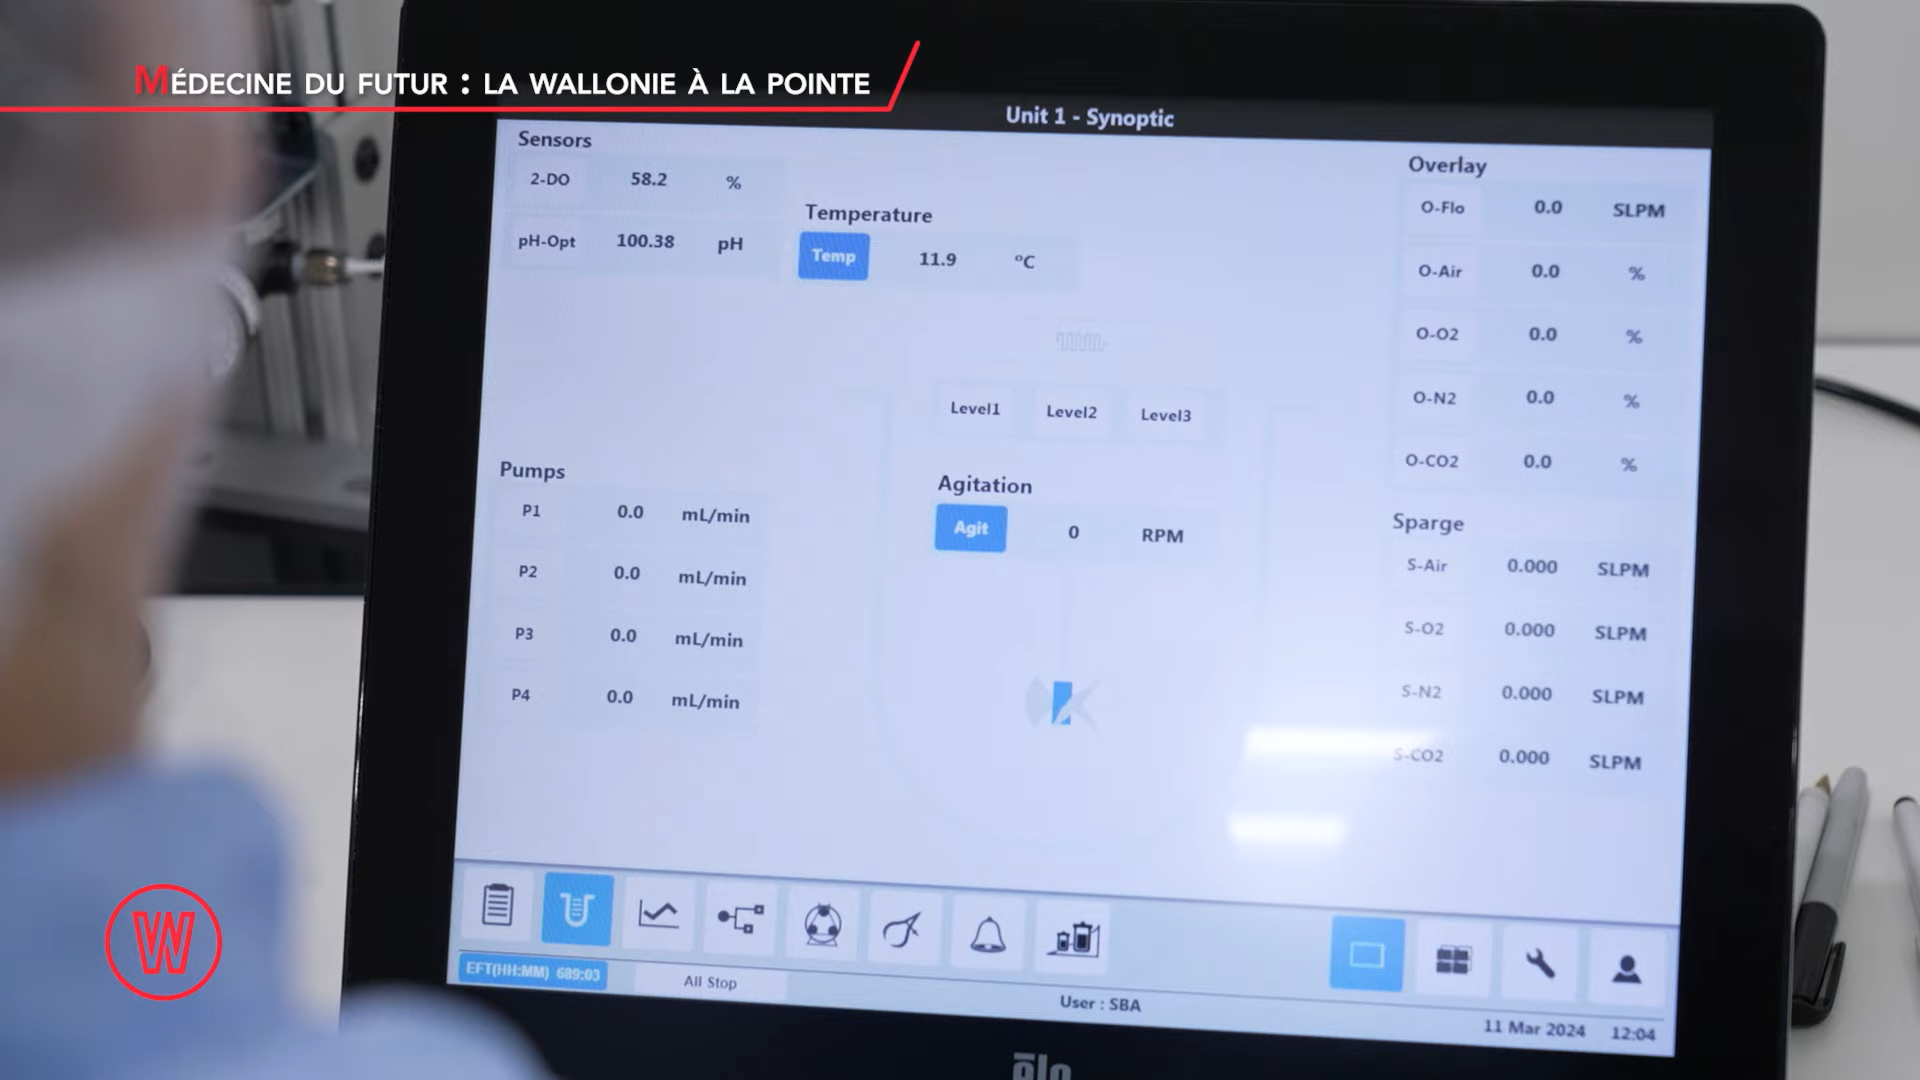 MÉDECINE DU FUTUR : LA WALLONIE À LA POINTE
Unit 1 - Synoptic
Sensors
2-DO 58.2 %
pH-Opt 100.38 pH
Temperature
Temp 11.9 °C
Level1 Level2 Level3
Agitation
Agit 0 RPM
Pumps
P1 0.0 mL/min
P2 0.0 mL/min
P3 0.0 mL/min
P4 0.0 mL/min
Overlay
O-Flo 0.0 SLPM
O-Air 0.0 %
O-O2 0.0 %
O-N2 0.0 %
O-CO2 0.0 %
Sparge
S-Air 0.000 SLPM
S-O2 0.000 SLPM
S-N2 0.000 SLPM
S-CO2 0.000 SLPM
EFT(HH:MM) 689:03
All Stop
User : SBA
11 Mar 2024 12:04
W
elo